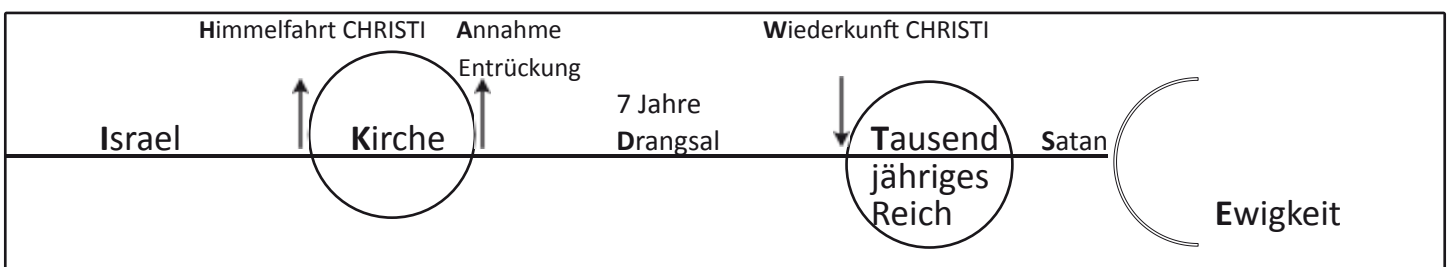 Himmelfahrt CHRISTI
Annahme
Entrückung
Wiederkunft CHRISTI
Israel
Kirche
7 Jahre
Drangsal
Tausend
jähriges
Reich
Satan
Ewigkeit